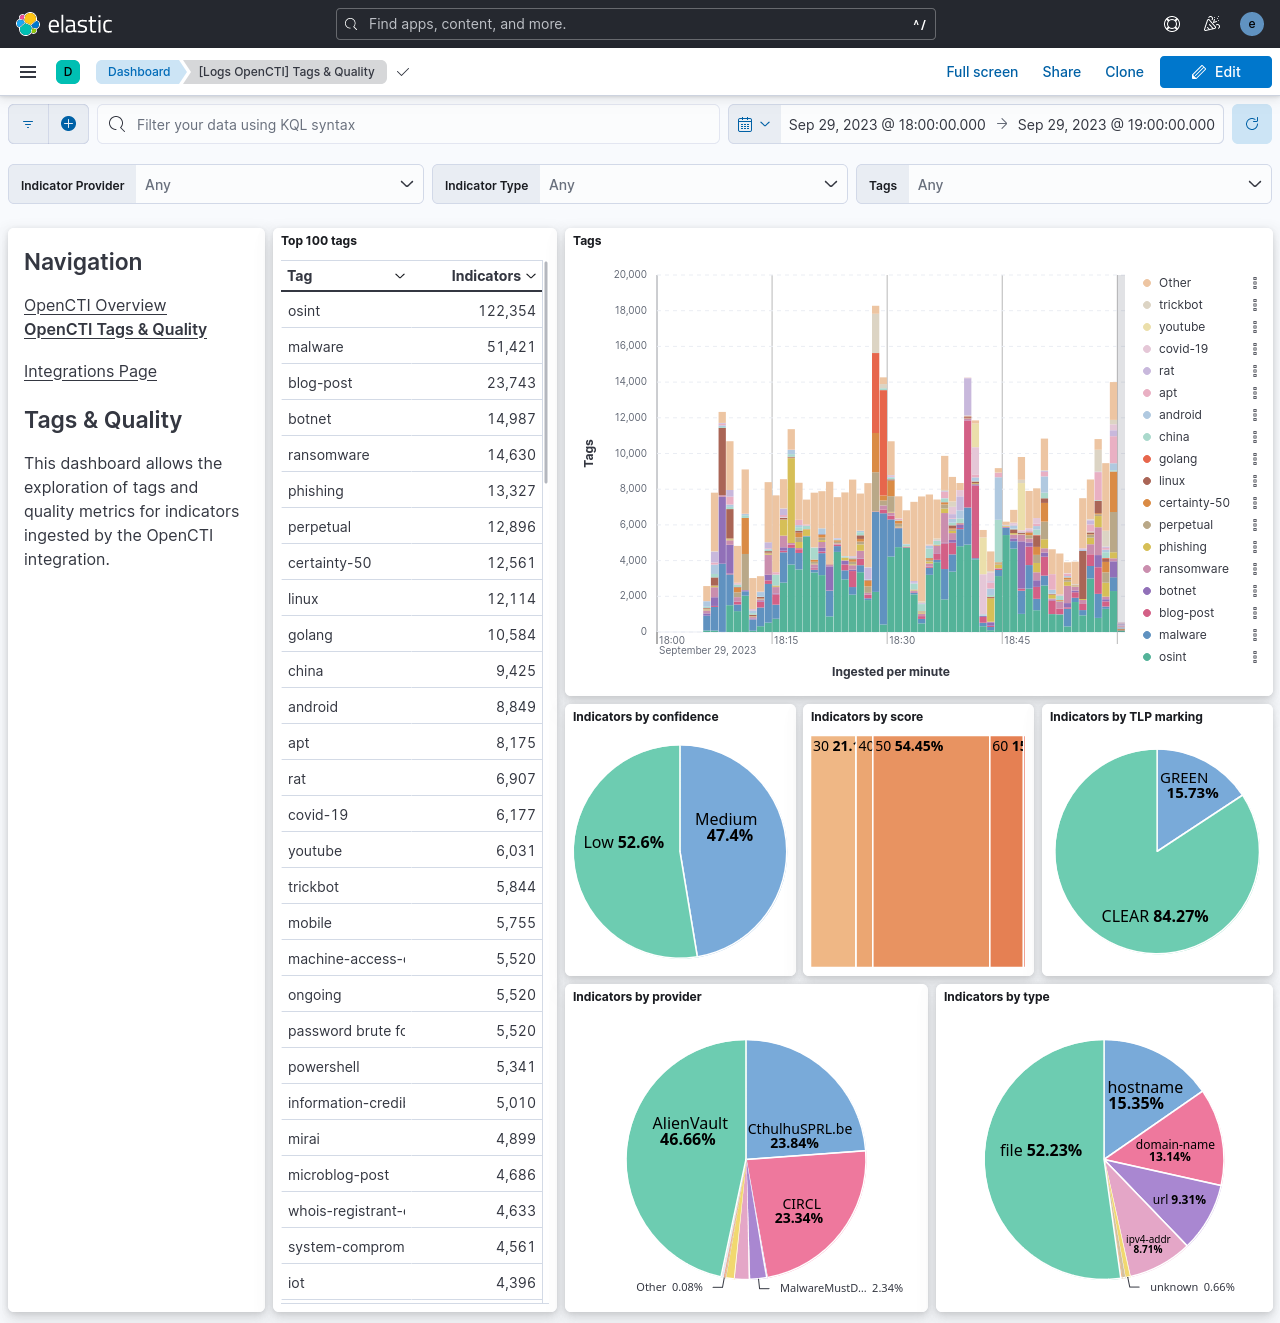 elastic
Find apps, content, and more.
^/
e
D
Dashboard
[Logs OpenCTI] Tags & Quality
Full screen
Share
Clone
Edit
Filter your data using KQL syntax
Sep 29, 2023 @ 18:00:00.000
Sep 29, 2023 @ 19:00:00.000
Indicator Provider
Any
Indicator Type
Any
Tags
Any
Navigation
OpenCTI Overview
OpenCTI Tags & Quality
Integrations Page
Tags & Quality
This dashboard allows the
exploration of tags and
quality metrics for indicators
ingested by the OpenCTI
integration.
Top 100 tags
Tag Indicators
osint 122,354
malware 51,421
blog-post 23,743
botnet 14,987
ransomware 14,630
phishing 13,327
perpetual 12,896
certainty-50 12,561
linux 12,114
golang 10,584
china 9,425
android 8,849
apt 8,175
rat 6,907
covid-19 6,177
youtube 6,031
trickbot 5,844
mobile 5,755
machine-access- 5,520
ongoing 5,520
password brute 5,520
powershell 5,341
information-credi 5,010
mirai 4,899
microblog-post 4,686
whois-registrant- 4,633
system-comprom 4,561
iot 4,396
Tags
20,000
18,000
16,000
14,000
12,000
10,000
8,000
6,000
4,000
2,000
0
Tags
18:00
18:15
18:30
18:45
September 29, 2023
Ingested per minute
Other
trickbot
youtube
covid-19
rat
apt
android
china
golang
linux
certainty-50
perpetual
phishing
ransomware
botnet
blog-post
malware
osint
Indicators by confidence
Medium
47.4%
Low 52.6%
Indicators by score
30 21.
40
50 54.45%
60 15
Indicators by TLP marking
GREEN
15.73%
CLEAR 84.27%
Indicators by provider
AlienVault
46.66%
CthulhuSPRL.be
23.84%
CIRCL
23.34%
Other 0.08%
MalwareMustD... 2.34%
Indicators by type
hostname
15.35%
domain-name
13.14%
file 52.23%
url 9.31%
ipv4-addr
8.71%
unknown 0.66%